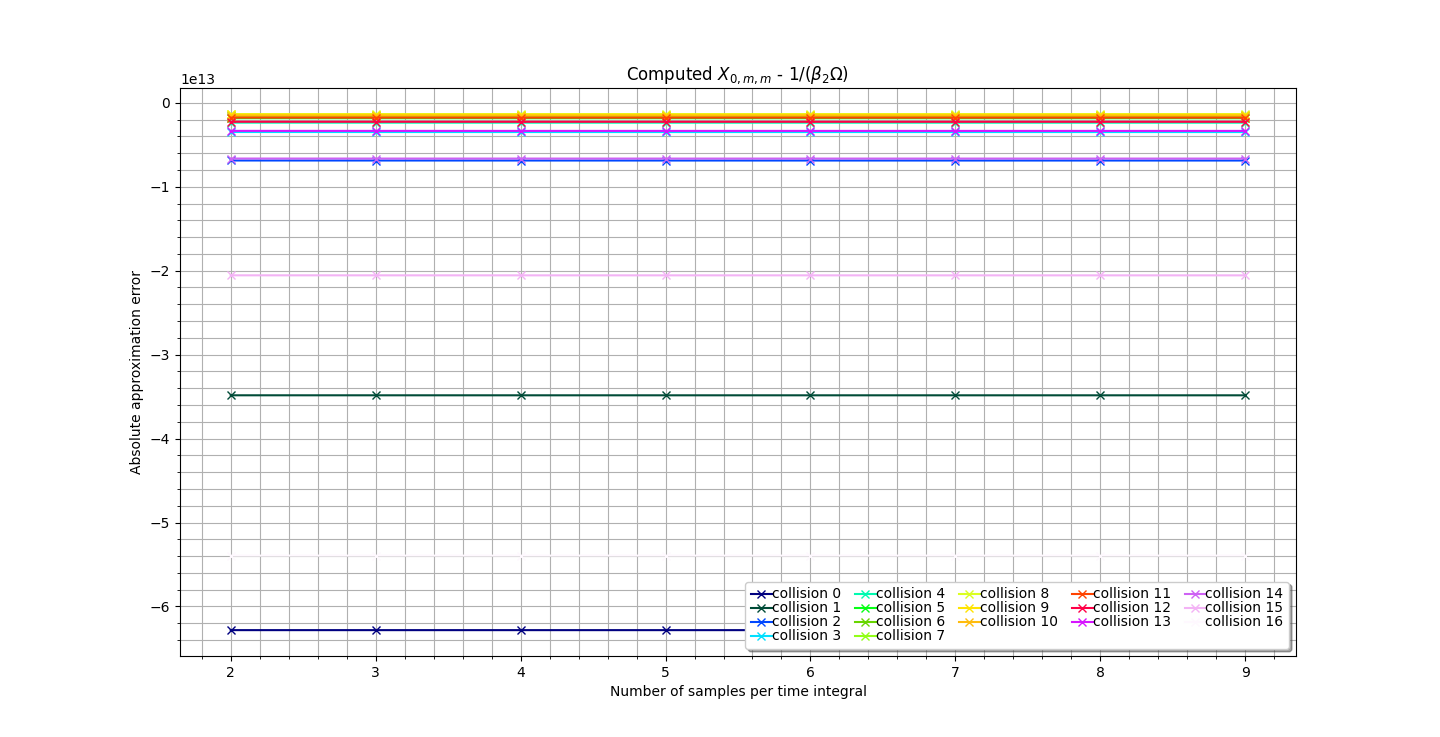 Computed X0,m,m - 1/(β2Ω)
1e13
0
−1
−2
−3
−4
−5
−6
Absolute approximation error
collision 0
collision 1
collision 2
collision 3
collision 4
collision 5
collision 6
collision 7
collision 8
collision 9
collision 10
collision 11
collision 12
collision 13
collision 14
collision 15
collision 16
2 3 4 5 6 7 8 9
Number of samples per time integral